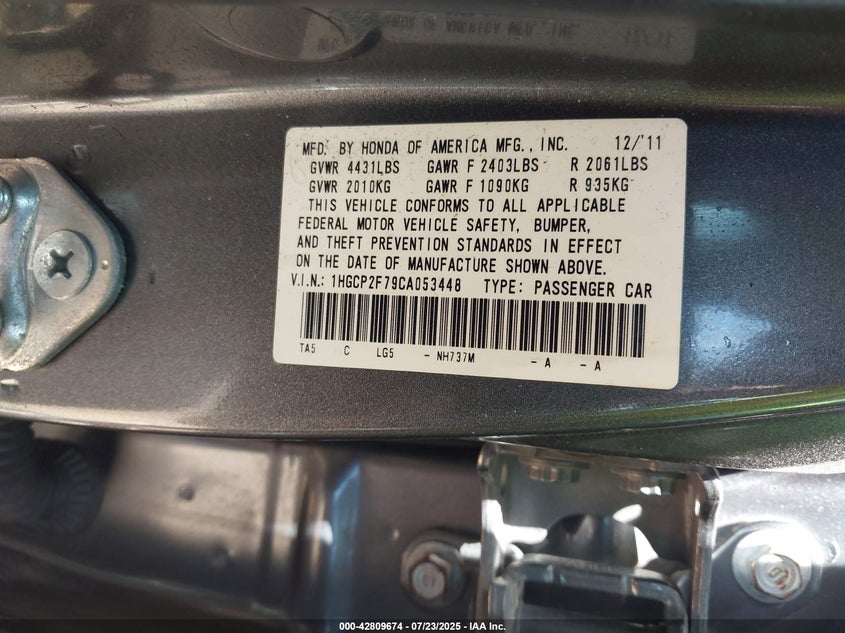 MFD. BY HONDA OF AMERICA MFG., INC. 12/'11
GVWR 4431LBS GAWR F 2403LBS R 2061LBS
GVWR 2010KG GAWR F 1090KG R 935KG
THIS VEHICLE CONFORMS TO ALL APPLICABLE
FEDERAL MOTOR VEHICLE SAFETY, BUMPER,
AND THEFT PREVENTION STANDARDS IN EFFECT
ON THE DATE OF MANUFACTURE SHOWN ABOVE.
V.I.N.: 1HGCP2F79CA053448 TYPE: PASSENGER CAR
TA5 C LG5 - NH737M - A - A
000-42809674 / 07/23/2025 - IAA Inc.